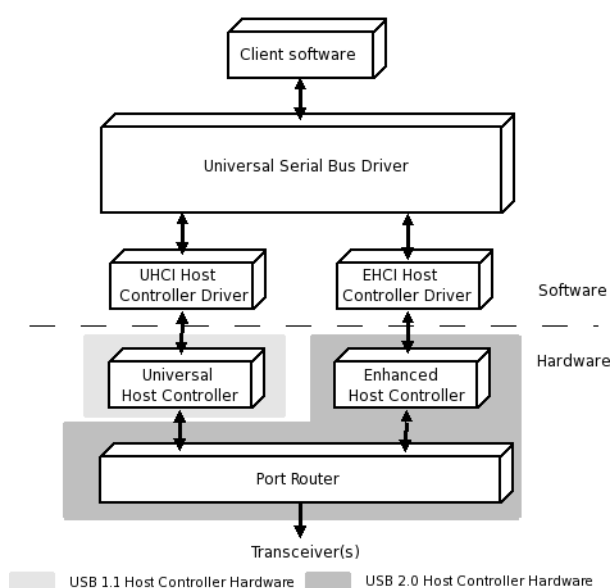 Client software
Universal Serial Bus Driver
UHCI Host
Controller Driver
EHCI Host
Controller Driver
Software
Hardware
Universal
Host Controller
Enhanced
Host Controller
Port Router
Transceiver(s)
USB 1.1 Host Controller Hardware
USB 2.0 Host Controller Hardware